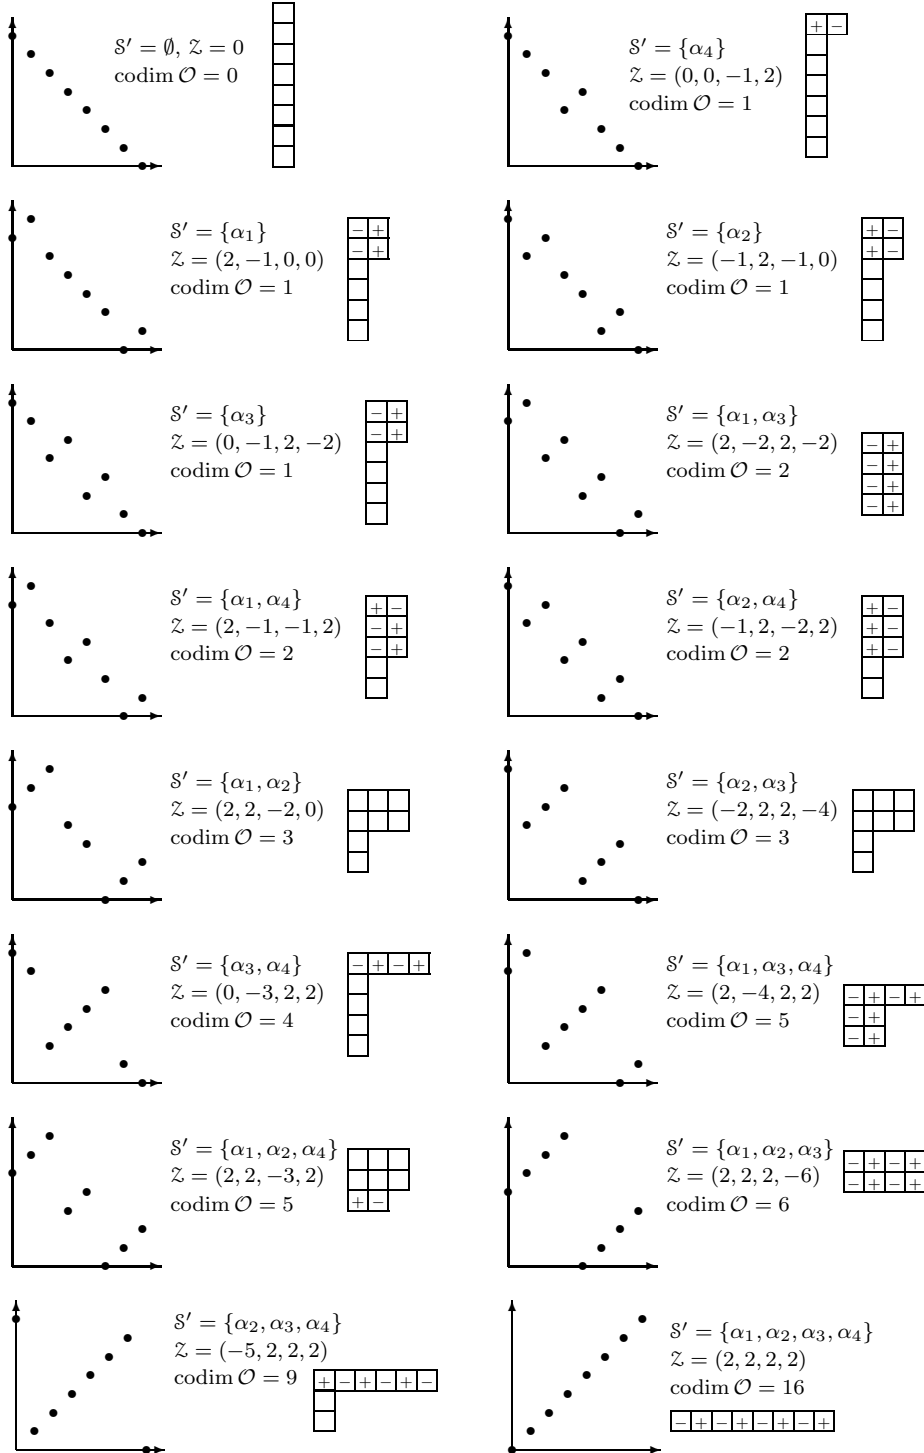 𝒮′ = ∅, 𝒵 = 0
codim 𝒪 = 0
𝒮′ = {α₄}
𝒵 = (0, 0, −1, 2)
codim 𝒪 = 1
+ −
𝒮′ = {α₁}
𝒵 = (2, −1, 0, 0)
codim 𝒪 = 1
− +
− +
𝒮′ = {α₂}
𝒵 = (−1, 2, −1, 0)
codim 𝒪 = 1
+ −
+ −
𝒮′ = {α₃}
𝒵 = (0, −1, 2, −2)
codim 𝒪 = 1
− +
− +
𝒮′ = {α₁, α₃}
𝒵 = (2, −2, 2, −2)
codim 𝒪 = 2
− +
− +
− +
− +
𝒮′ = {α₁, α₄}
𝒵 = (2, −1, −1, 2)
codim 𝒪 = 2
+ −
− +
− +
𝒮′ = {α₂, α₄}
𝒵 = (−1, 2, −2, 2)
codim 𝒪 = 2
+ −
+ −
+ −
𝒮′ = {α₁, α₂}
𝒵 = (2, 2, −2, 0)
codim 𝒪 = 3
𝒮′ = {α₂, α₃}
𝒵 = (−2, 2, 2, −4)
codim 𝒪 = 3
𝒮′ = {α₃, α₄}
𝒵 = (0, −3, 2, 2)
codim 𝒪 = 4
− + − +
𝒮′ = {α₁, α₃, α₄}
𝒵 = (2, −4, 2, 2)
codim 𝒪 = 5
− + − +
− +
− +
𝒮′ = {α₁, α₂, α₄}
𝒵 = (2, 2, −3, 2)
codim 𝒪 = 5
+ −
𝒮′ = {α₁, α₂, α₃}
𝒵 = (2, 2, 2, −6)
codim 𝒪 = 6
− + − +
− + − +
𝒮′ = {α₂, α₃, α₄}
𝒵 = (−5, 2, 2, 2)
codim 𝒪 = 9
+ − + − + −
𝒮′ = {α₁, α₂, α₃, α₄}
𝒵 = (2, 2, 2, 2)
codim 𝒪 = 16
− + − + − + − +